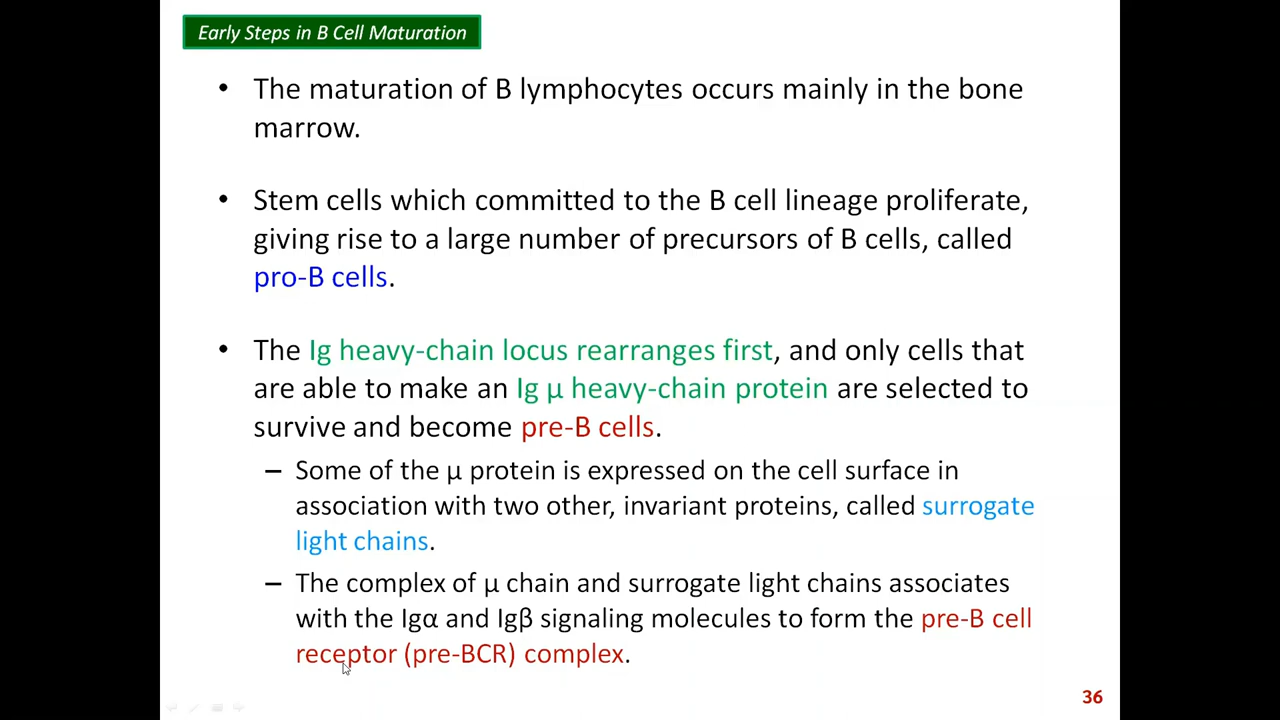 Early Steps in B Cell Maturation
• The maturation of B lymphocytes occurs mainly in the bone
marrow.
• Stem cells which committed to the B cell lineage proliferate,
giving rise to a large number of precursors of B cells, called
pro-B cells.
• The Ig heavy-chain locus rearranges first, and only cells that
are able to make an Ig μ heavy-chain protein are selected to
survive and become pre-B cells.
– Some of the μ protein is expressed on the cell surface in
association with two other, invariant proteins, called surrogate
light chains.
– The complex of μ chain and surrogate light chains associates
with the Igα and Igβ signaling molecules to form the pre-B cell
receptor (pre-BCR) complex.
36